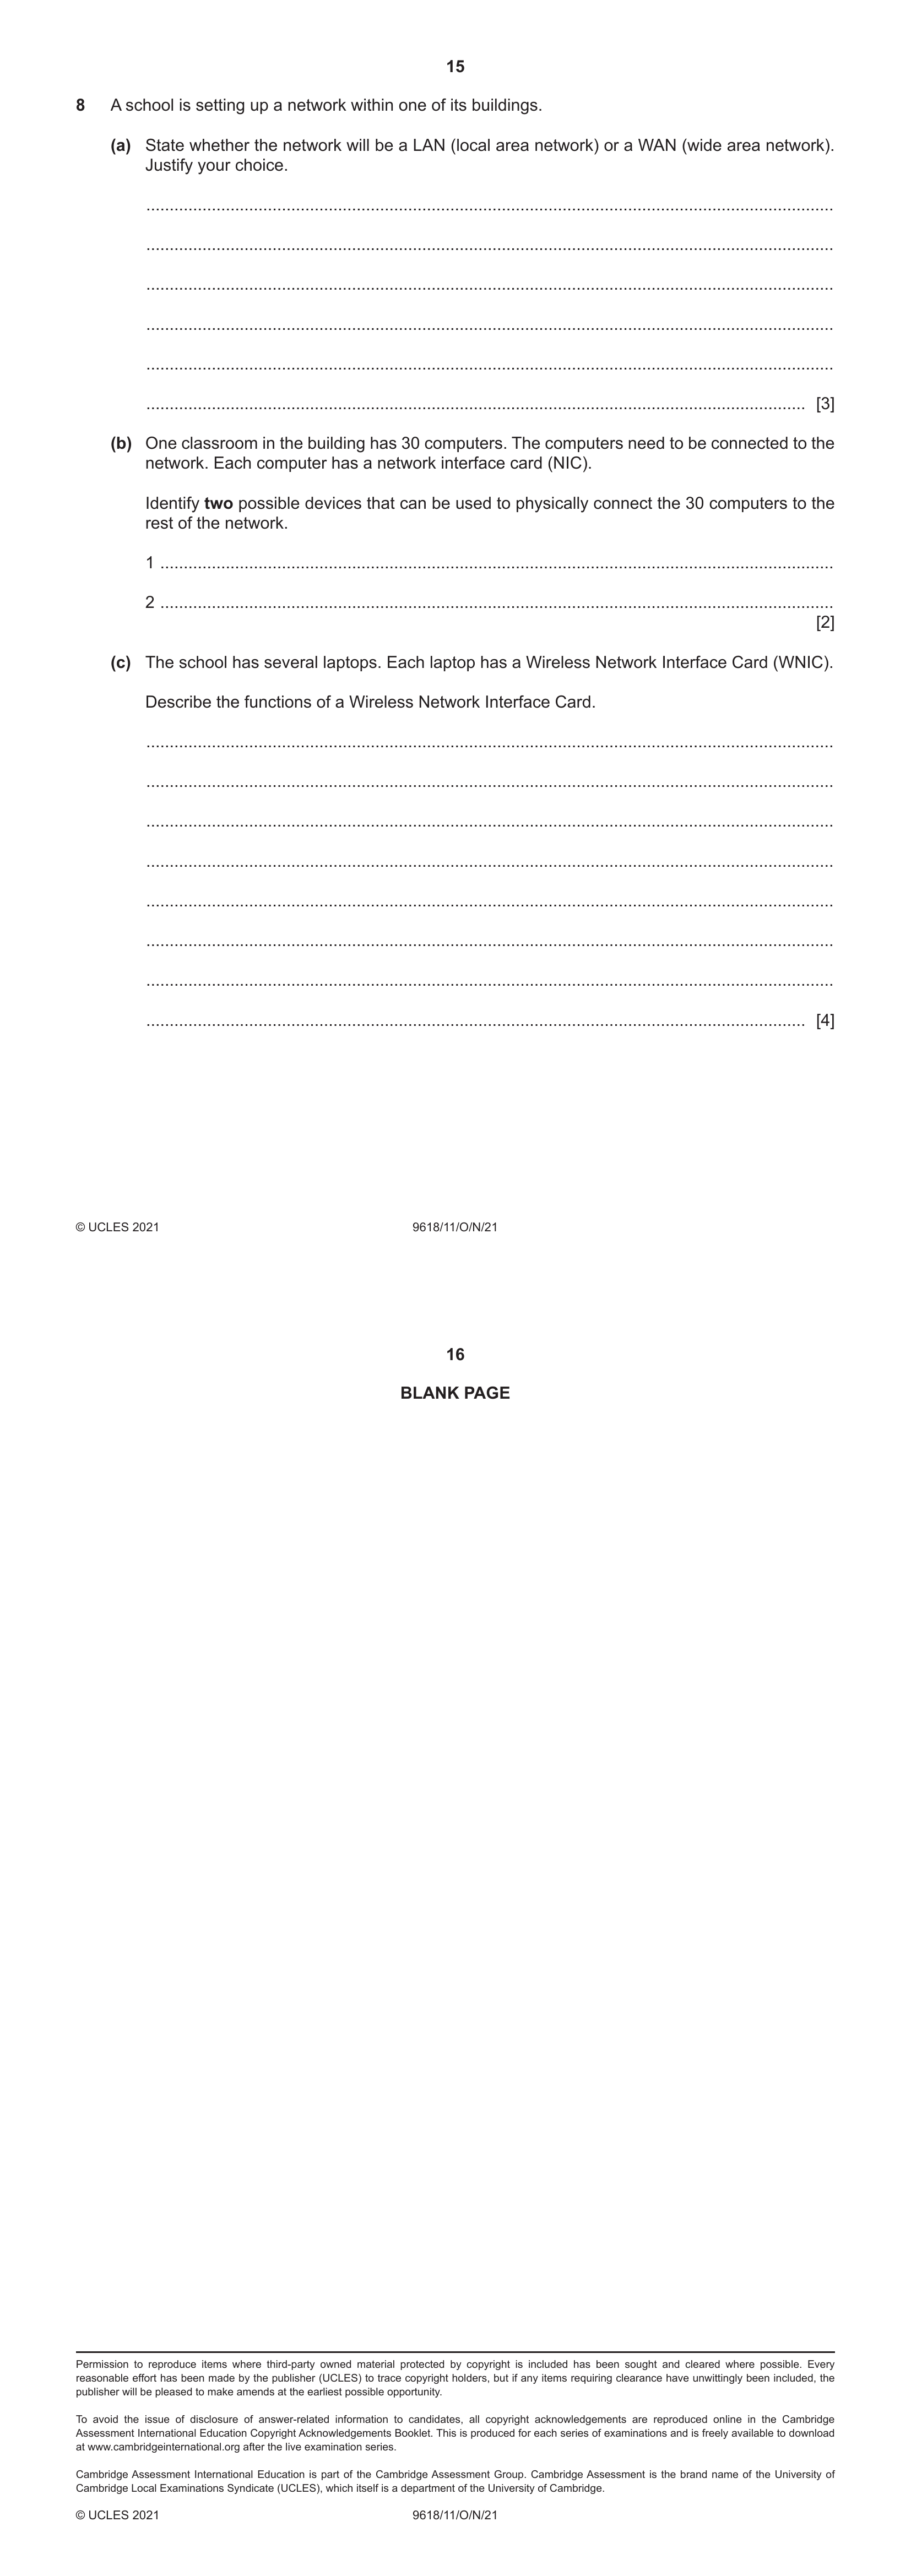 15
8 A school is setting up a network within one of its buildings.
(a) State whether the network will be a LAN (local area network) or a WAN (wide area network).
Justify your choice.
...................................................................................................................................................
...................................................................................................................................................
...................................................................................................................................................
...................................................................................................................................................
...................................................................................................................................................
............................................................................................................................................. [3]
(b) One classroom in the building has 30 computers. The computers need to be connected to the
network. Each computer has a network interface card (NIC).
Identify two possible devices that can be used to physically connect the 30 computers to the
rest of the network.
1 ................................................................................................................................................
2 ................................................................................................................................................
[2]
(c) The school has several laptops. Each laptop has a Wireless Network Interface Card (WNIC).
Describe the functions of a Wireless Network Interface Card.
...................................................................................................................................................
...................................................................................................................................................
...................................................................................................................................................
...................................................................................................................................................
...................................................................................................................................................
...................................................................................................................................................
...................................................................................................................................................
............................................................................................................................................. [4]
© UCLES 2021 9618/11/O/N/21
16
BLANK PAGE
Permission to reproduce items where third-party owned material protected by copyright is included has been sought and cleared where possible. Every
reasonable effort has been made by the publisher (UCLES) to trace copyright holders, but if any items requiring clearance have unwittingly been included, the
publisher will be pleased to make amends at the earliest possible opportunity.
To avoid the issue of disclosure of answer-related information to candidates, all copyright acknowledgements are reproduced online in the Cambridge
Assessment International Education Copyright Acknowledgements Booklet. This is produced for each series of examinations and is freely available to download
at www.cambridgeinternational.org after the live examination series.
Cambridge Assessment International Education is part of the Cambridge Assessment Group. Cambridge Assessment is the brand name of the University of
Cambridge Local Examinations Syndicate (UCLES), which itself is a department of the University of Cambridge.
© UCLES 2021 9618/11/O/N/21